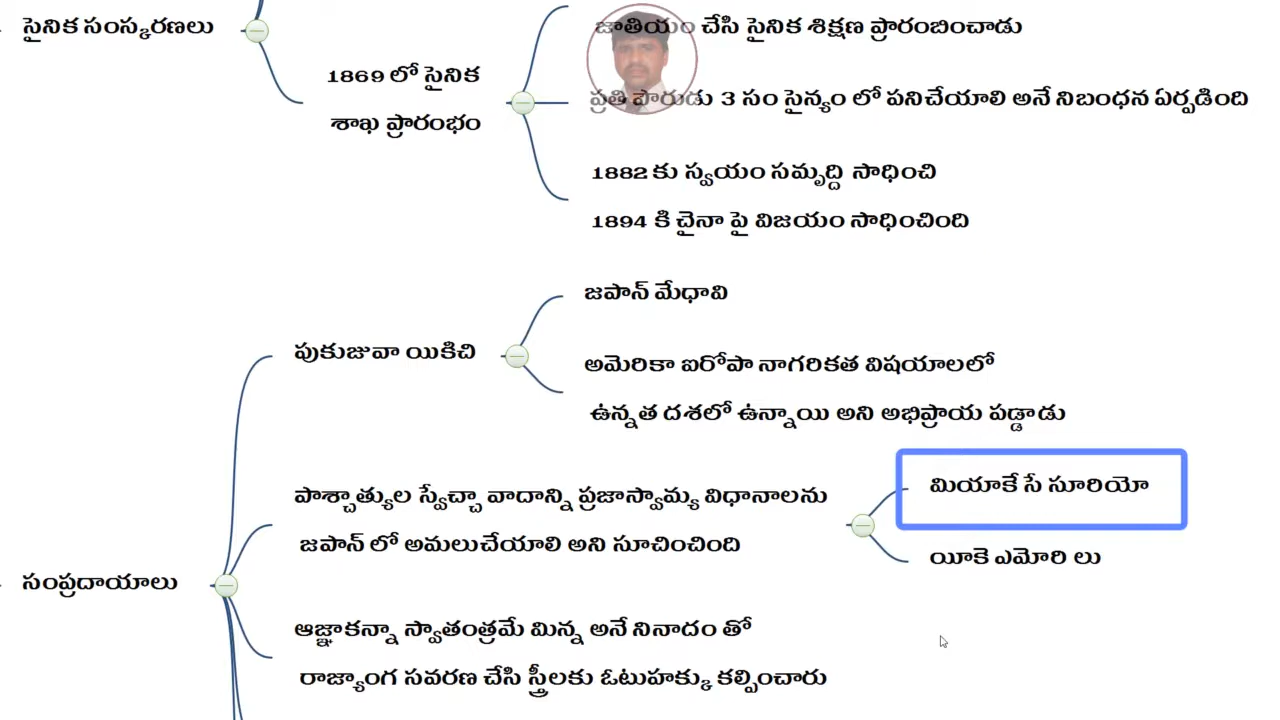 సైనిక సంస్కరణలు
1869 లో సైనిక
శాఖ ప్రారంభం
జాతీయం చేసి సైనిక శిక్షణ ప్రారంబించాడు
ప్రతి పౌరుడు 3 సం సైన్యం లో పనిచేయాలి అనే నిబంధన ఏర్పడింది
1882 కు స్వయం సమృద్ది సాధించి
1894 కి చైనా పై విజయం సాధించింది
పుకుజువా యికిచి
జపాన్ మేధావి
అమెరికా ఐరోపా నాగరికత విషయాలలో
ఉన్నత దశలో ఉన్నాయి అని అభిప్రాయ పడ్డాడు
పాశ్చాత్యుల స్వేచ్చా వాదాన్ని ప్రజాస్వామ్య విధానాలను
జపాన్ లో అమలుచేయాలి అని సూచించింది
మియాకే సే సూరియో
యీకె ఎమోరి లు
సంప్రదాయాలు
ఆజ్ఞాకన్నా స్వాతంత్రమే మిన్న అనే నినాదం తో
రాజ్యాంగ సవరణ చేసి స్త్రీలకు ఓటుహక్కు కల్పించారు